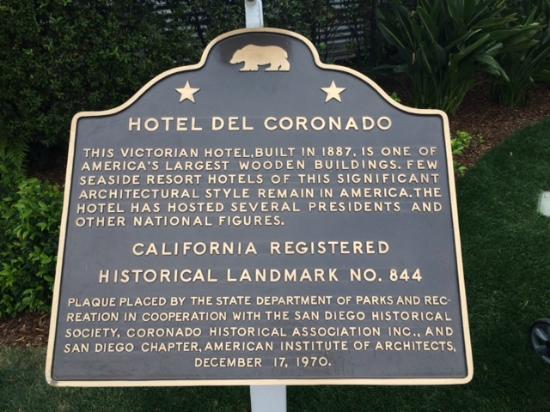 HOTEL DEL CORONADO
THIS VICTORIAN HOTEL, BUILT IN 1887, IS ONE OF
AMERICA'S LARGEST WOODEN BUILDINGS. FEW
SEASIDE RESORT HOTELS OF THIS SIGNIFICANT
ARCHITECTURAL STYLE REMAIN IN AMERICA. THE
HOTEL HAS HOSTED SEVERAL PRESIDENTS AND
OTHER NATIONAL FIGURES.
CALIFORNIA REGISTERED
HISTORICAL LANDMARK NO. 844
PLAQUE PLACED BY THE STATE DEPARTMENT OF PARKS AND REC-
REATION IN COOPERATION WITH THE SAN DIEGO HISTORICAL
SOCIETY, CORONADO HISTORICAL ASSOCIATION INC., AND
SAN DIEGO CHAPTER, AMERICAN INSTITUTE OF ARCHITECTS,
DECEMBER 17, 1970.